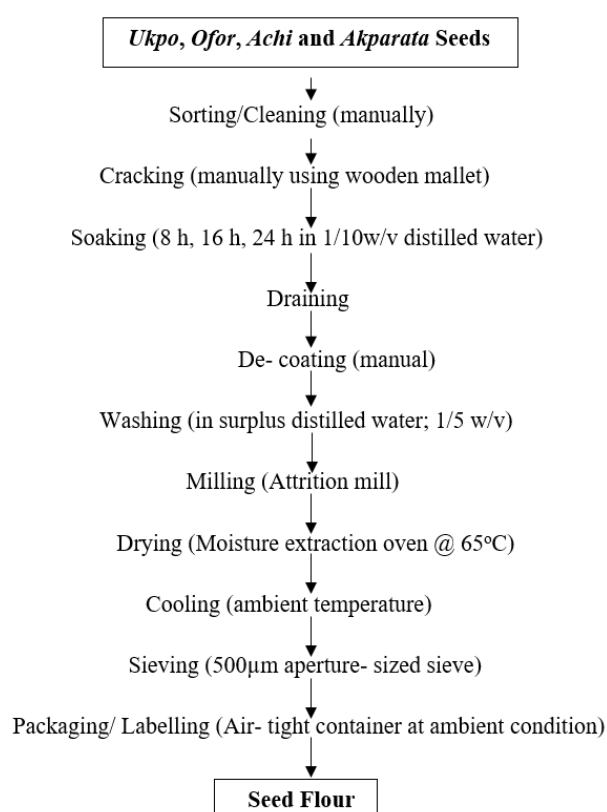 Ukpo, Ofor, Achi and Akparata Seeds
Sorting/Cleaning (manually)
Cracking (manually using wooden mallet)
Soaking (8 h, 16 h, 24 h in 1/10w/v distilled water)
Draining
De- coating (manual)
Washing (in surplus distilled water; 1/5 w/v)
Milling (Attrition mill)
Drying (Moisture extraction oven @ 65°C)
Cooling (ambient temperature)
Sieving (500µm aperture- sized sieve)
Packaging/ Labelling (Air- tight container at ambient condition)
Seed Flour